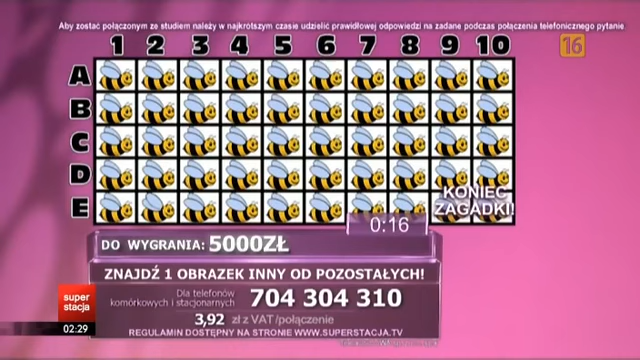 Aby zostać połączonym ze studiem należy w najkrótszym czasie udzielić prawidłowej odpowiedzi na zadane podczas połączenia telefonicznego pytanie.
1 2 3 4 5 6 7 8 9 10
16
A
B
C
D
E
KONIEC
ZAGADKI!
0:16
DO WYGRANIA: 5000ZŁ
ZNAJDŹ 1 OBRAZEK INNY OD POZOSTAŁYCH!
Dla telefonów
komórkowych i stacjonarnych
704 304 310
3,92 zł z VAT/połączenie
REGULAMIN DOSTĘPNY NA STRONIE WWW.SUPERSTACJA.TV
super
stacja
02:29